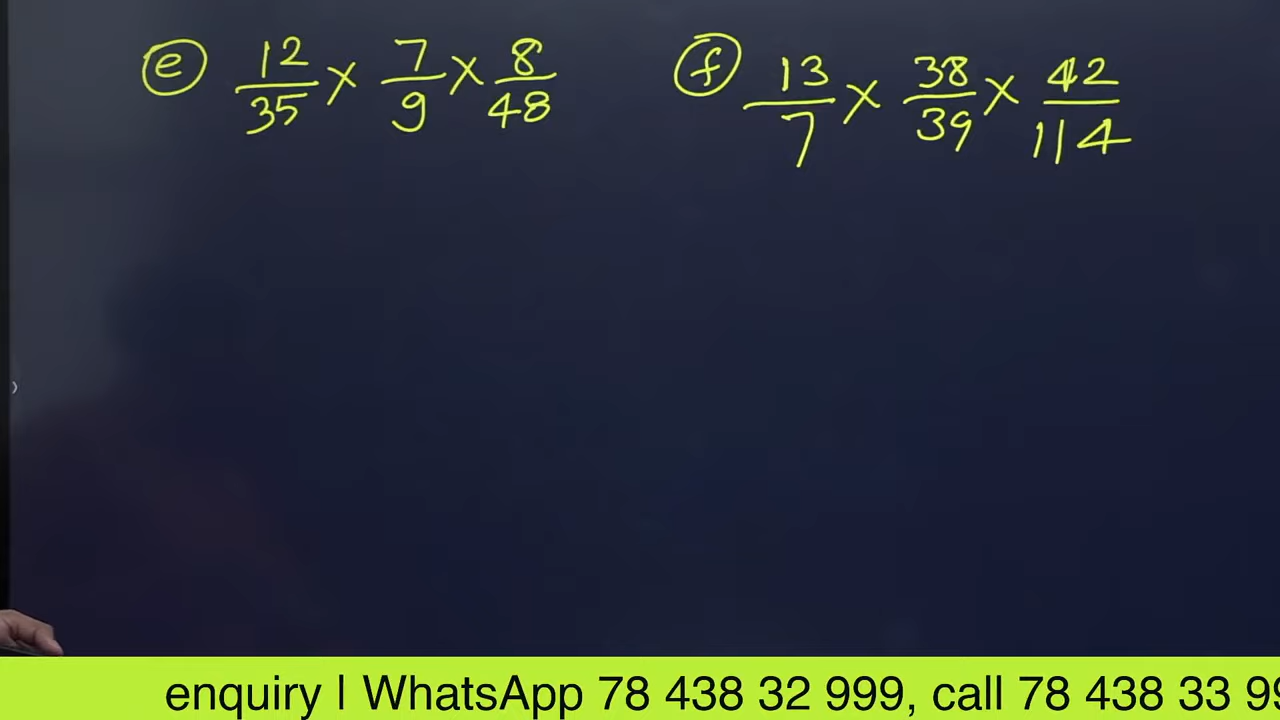 ⓔ 12/35 × 7/9 × 8/48
ⓕ 13/7 × 38/39 × 42/114
enquiry | WhatsApp 78 438 32 999, call 78 438 33 99